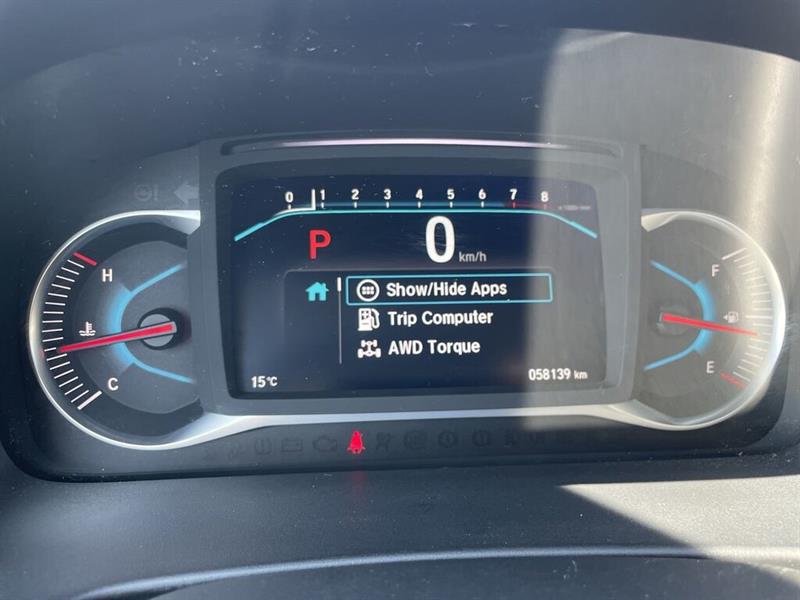 0 1 2 3 4 5 6 7 8
P 0 km/h
H
F
Show/Hide Apps
Trip Computer
AWD Torque
C
E
15°C
058139 km